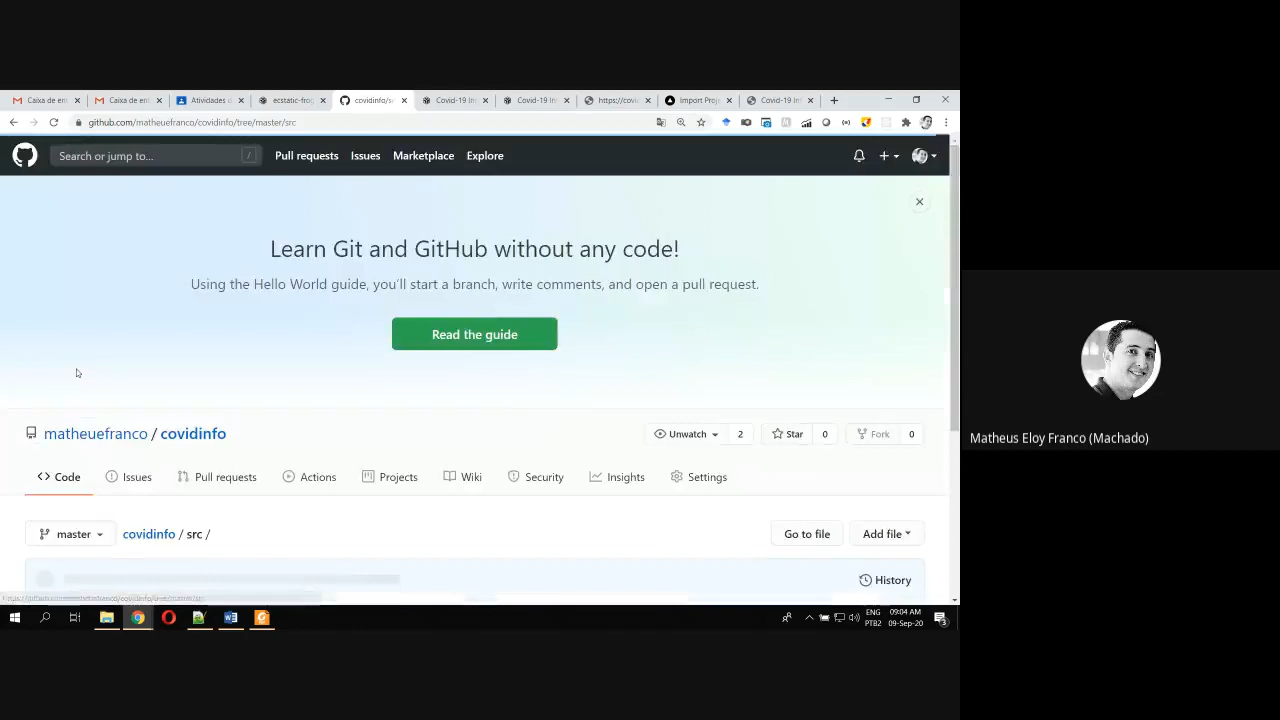 Caixa de en
Caixa de en
Atividades d
ecstatic-frog
covidinfo/s
Covid-19 In
Covid-19 In
https://covi
Import Proj
Covid-19 In
github.com/matheuefranco/covidinfo/tree/master/src
Search or jump to...
/
Pull requests
Issues
Marketplace
Explore
Learn Git and GitHub without any code!
Using the Hello World guide, you'll start a branch, write comments, and open a pull request.
Read the guide
matheuefranco / covidinfo
Unwatch
2
Star
0
Fork
0
Code
Issues
Pull requests
Actions
Projects
Wiki
Security
Insights
Settings
master
covidinfo / src /
Go to file
Add file
History
ENG
PTB2
09:04 AM
09-Sep-20
3
Matheus Eloy Franco (Machado)